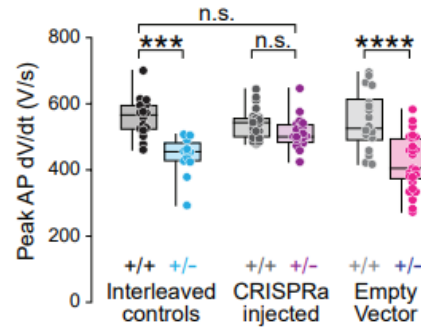 n.s.
*** n.s. ****
800
600
400
200
0
Peak AP dV/dt (V/s)
+/+ +/− +/+ +/− +/+ +/−
Interleaved controls
CRISPRa injected
Empty Vector